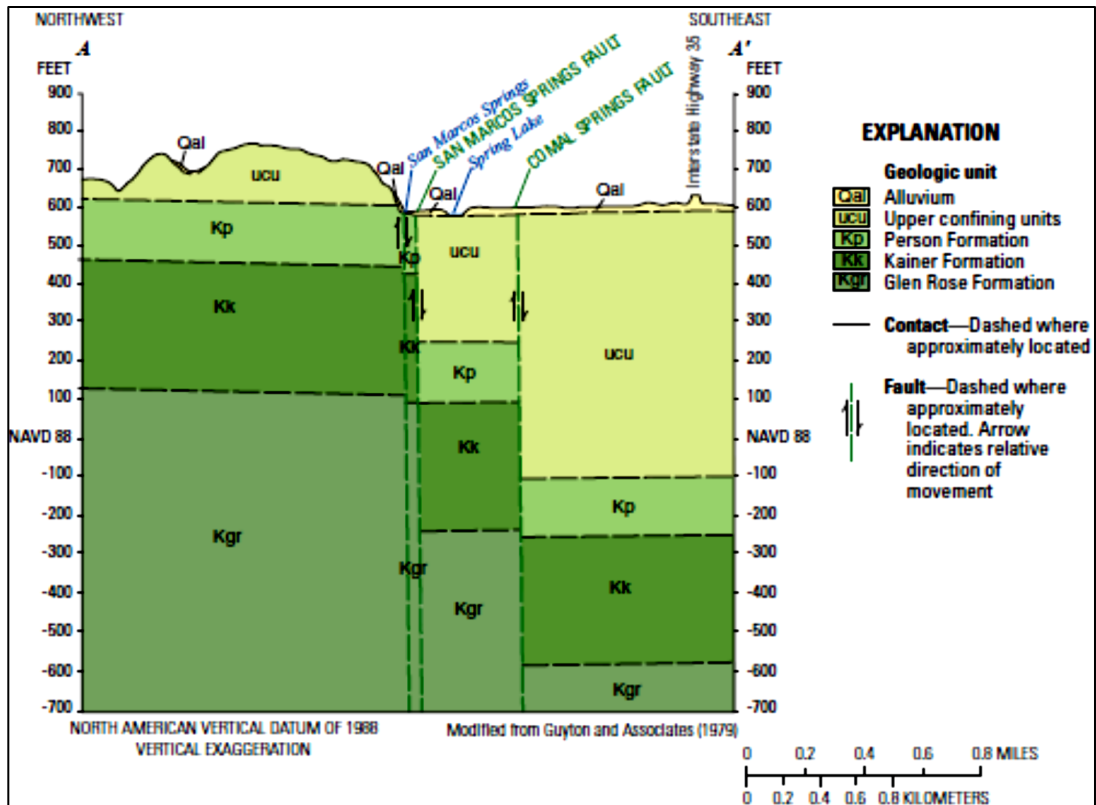 NORTHWEST
SOUTHEAST
A
A'
FEET
FEET
San Marcos Springs
SAN MARCOS SPRINGS FAULT
Spring Lake
COMAL SPRINGS FAULT
Interstate Highway 35
900
800
700
600
500
400
300
200
100
NAVD 88
-100
-200
-300
-400
-500
-600
-700
Qal
ucu
Qal
Qal
Qal
Kp
Kp
ucu
Kk
Kk
Kp
ucu
Kk
Kp
Kgr
Kgr
Kgr
Kk
Kgr
900
800
700
600
500
400
300
200
100
NAVD 88
-100
-200
-300
-400
-500
-600
-700
EXPLANATION
Geologic unit
Qal Alluvium
ucu Upper confining units
Kp Person Formation
Kk Kainer Formation
Kgr Glen Rose Formation
Contact—Dashed where
approximately located
Fault—Dashed where
approximately
located. Arrow
indicates relative
direction of
movement
NORTH AMERICAN VERTICAL DATUM OF 1988
VERTICAL EXAGGERATION
Modified from Guyton and Associates (1979)
0 0.2 0.4 0.6 0.8 MILES
0 0.2 0.4 0.6 0.8 KILOMETERS